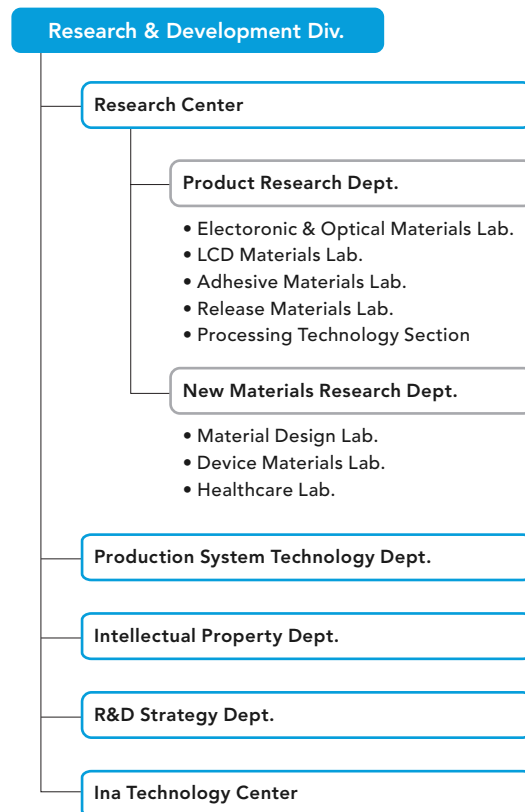 Research & Development Div.
Research Center
Product Research Dept.
• Electoronic & Optical Materials Lab.
• LCD Materials Lab.
• Adhesive Materials Lab.
• Release Materials Lab.
• Processing Technology Section
New Materials Research Dept.
• Material Design Lab.
• Device Materials Lab.
• Healthcare Lab.
Production System Technology Dept.
Intellectual Property Dept.
R&D Strategy Dept.
Ina Technology Center